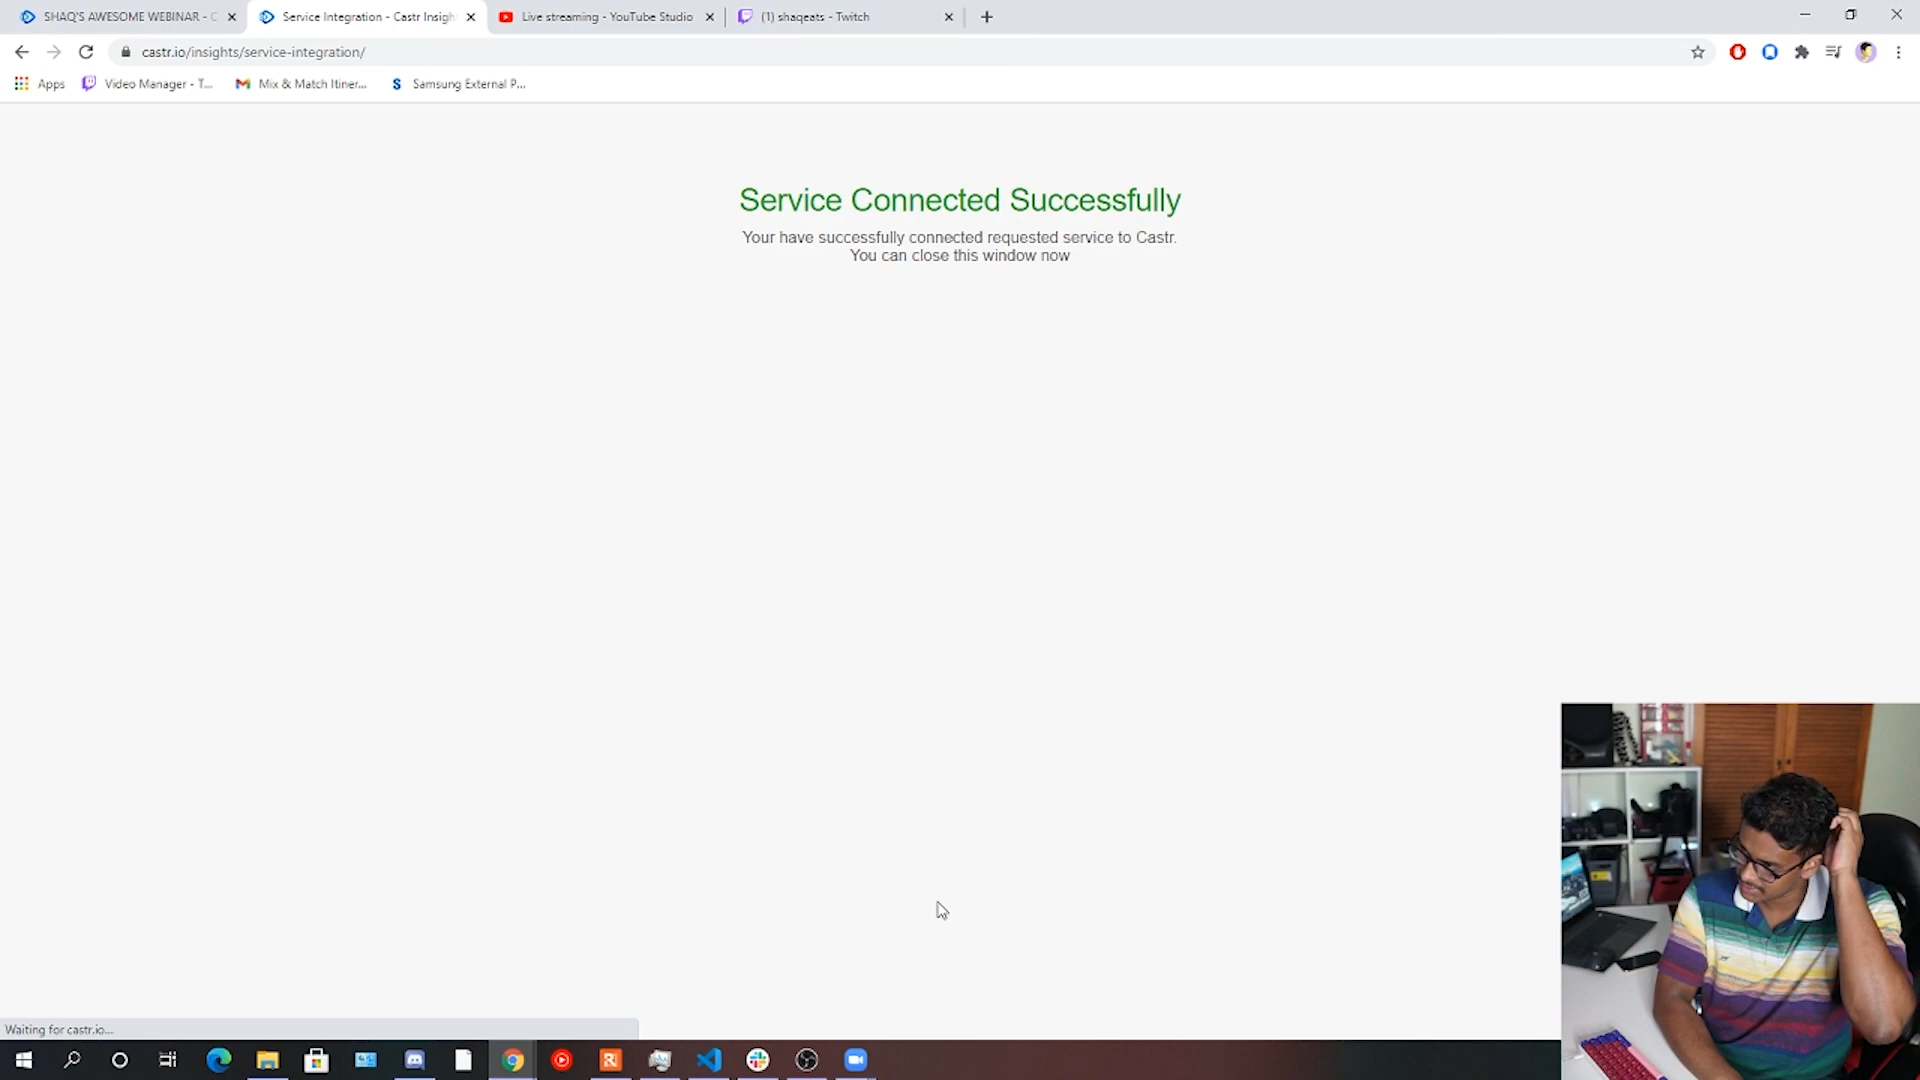 SHAQ'S AWESOME WEBINAR - C
Service Integration - Castr Insigh
Live streaming - YouTube Studio
(1) shaqeats - Twitch
castr.io/insights/service-integration/
Apps
Video Manager - T...
Mix & Match Itiner...
Samsung External P...
Service Connected Successfully
Your have successfully connected requested service to Castr.
You can close this window now
Waiting for castr.io...